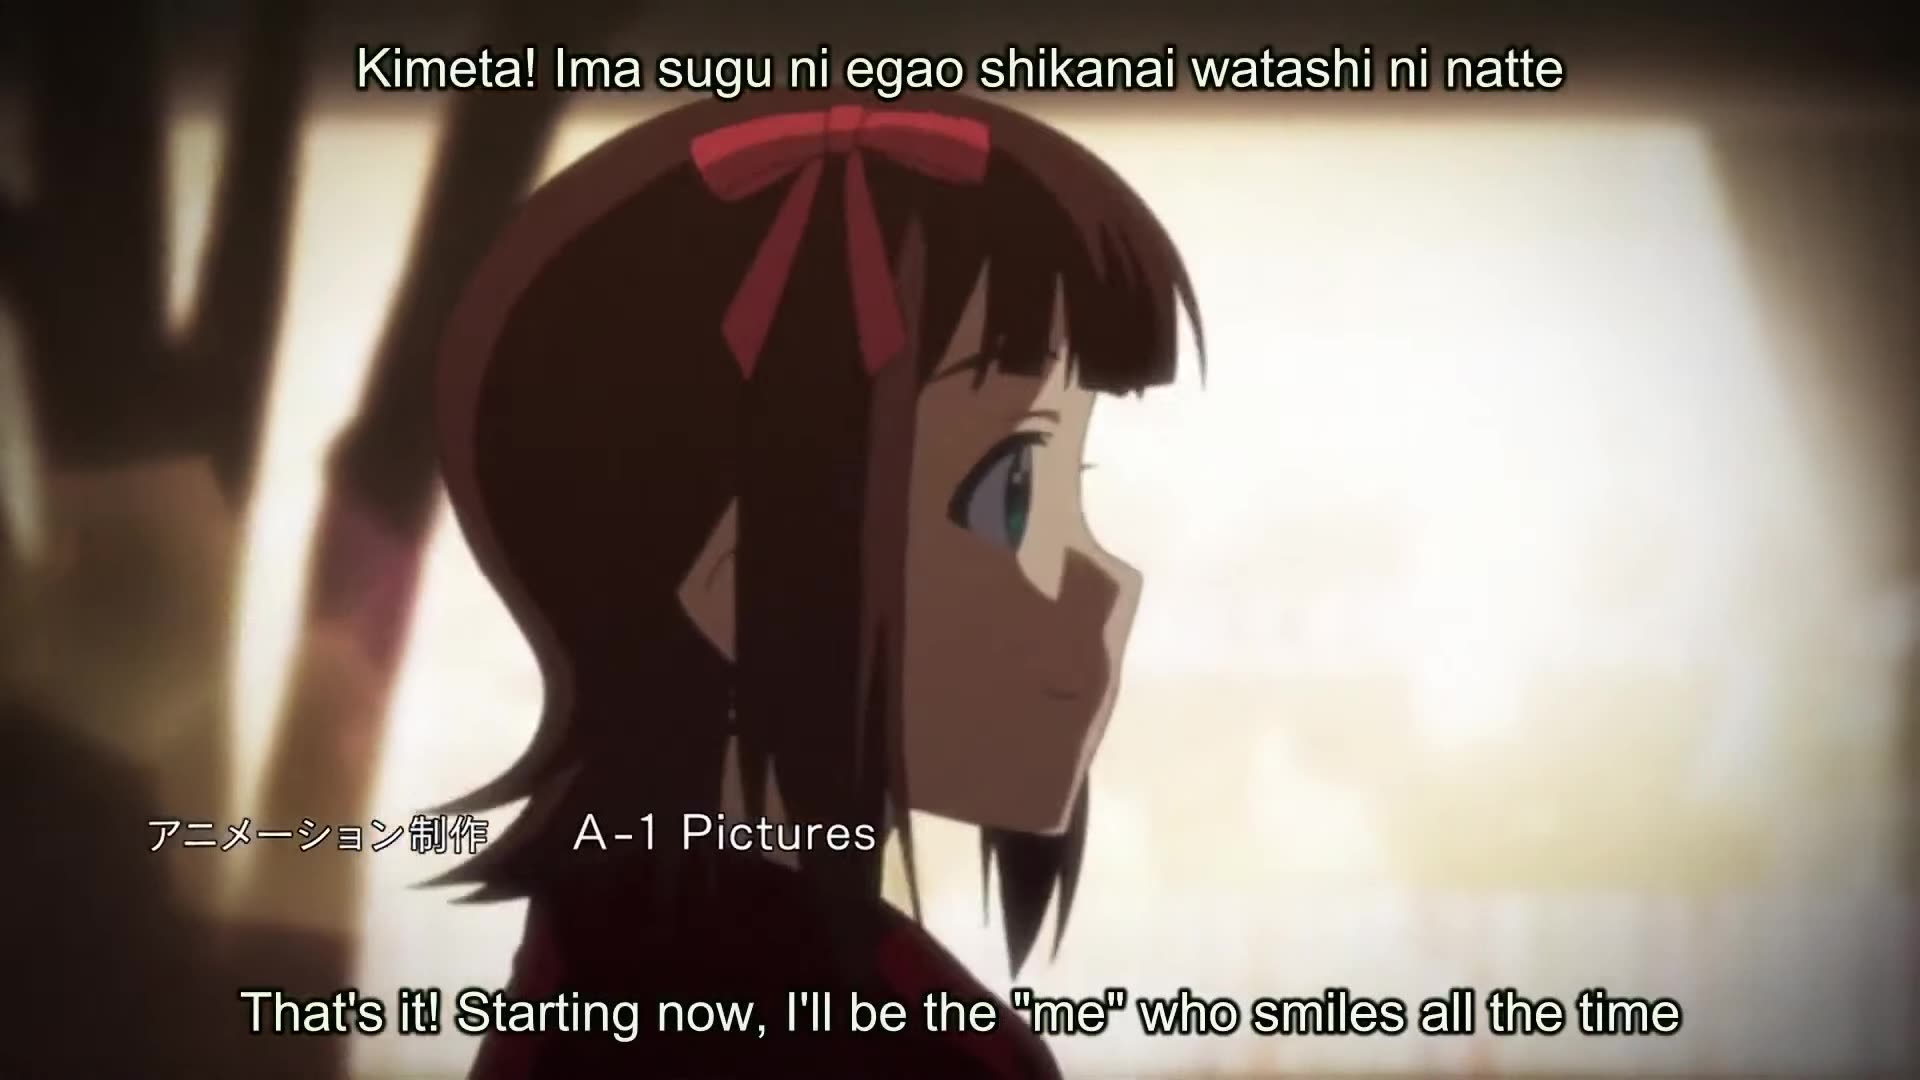 Kimeta! Ima sugu ni egao shikanai watashi ni natte
アニメーション制作 A-1 Pictures
That's it! Starting now, I'll be the "me" who smiles all the time